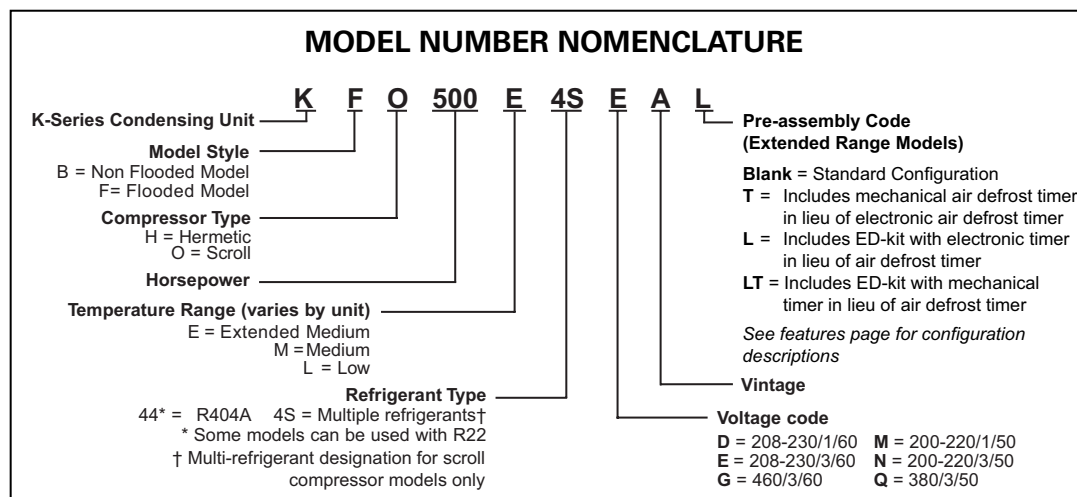 MODEL NUMBER NOMENCLATURE
K F O 500 E 4S E A L
K-Series Condensing Unit
Model Style
B = Non Flooded Model
F= Flooded Model
Compressor Type
H = Hermetic
O = Scroll
Horsepower
Temperature Range (varies by unit)
E = Extended Medium
M = Medium
L = Low
Refrigerant Type
44* = R404A 4S = Multiple refrigerants†
* Some models can be used with R22
† Multi-refrigerant designation for scroll
compressor models only
Pre-assembly Code
(Extended Range Models)
Blank = Standard Configuration
T = Includes mechanical air defrost timer
in lieu of electronic air defrost timer
L = Includes ED-kit with electronic timer
in lieu of air defrost timer
LT = Includes ED-kit with mechanical
timer in lieu of air defrost timer
See features page for configuration
descriptions
Vintage
Voltage code
D = 208-230/1/60 M = 200-220/1/50
E = 208-230/3/60 N = 200-220/3/50
G = 460/3/60 Q = 380/3/50